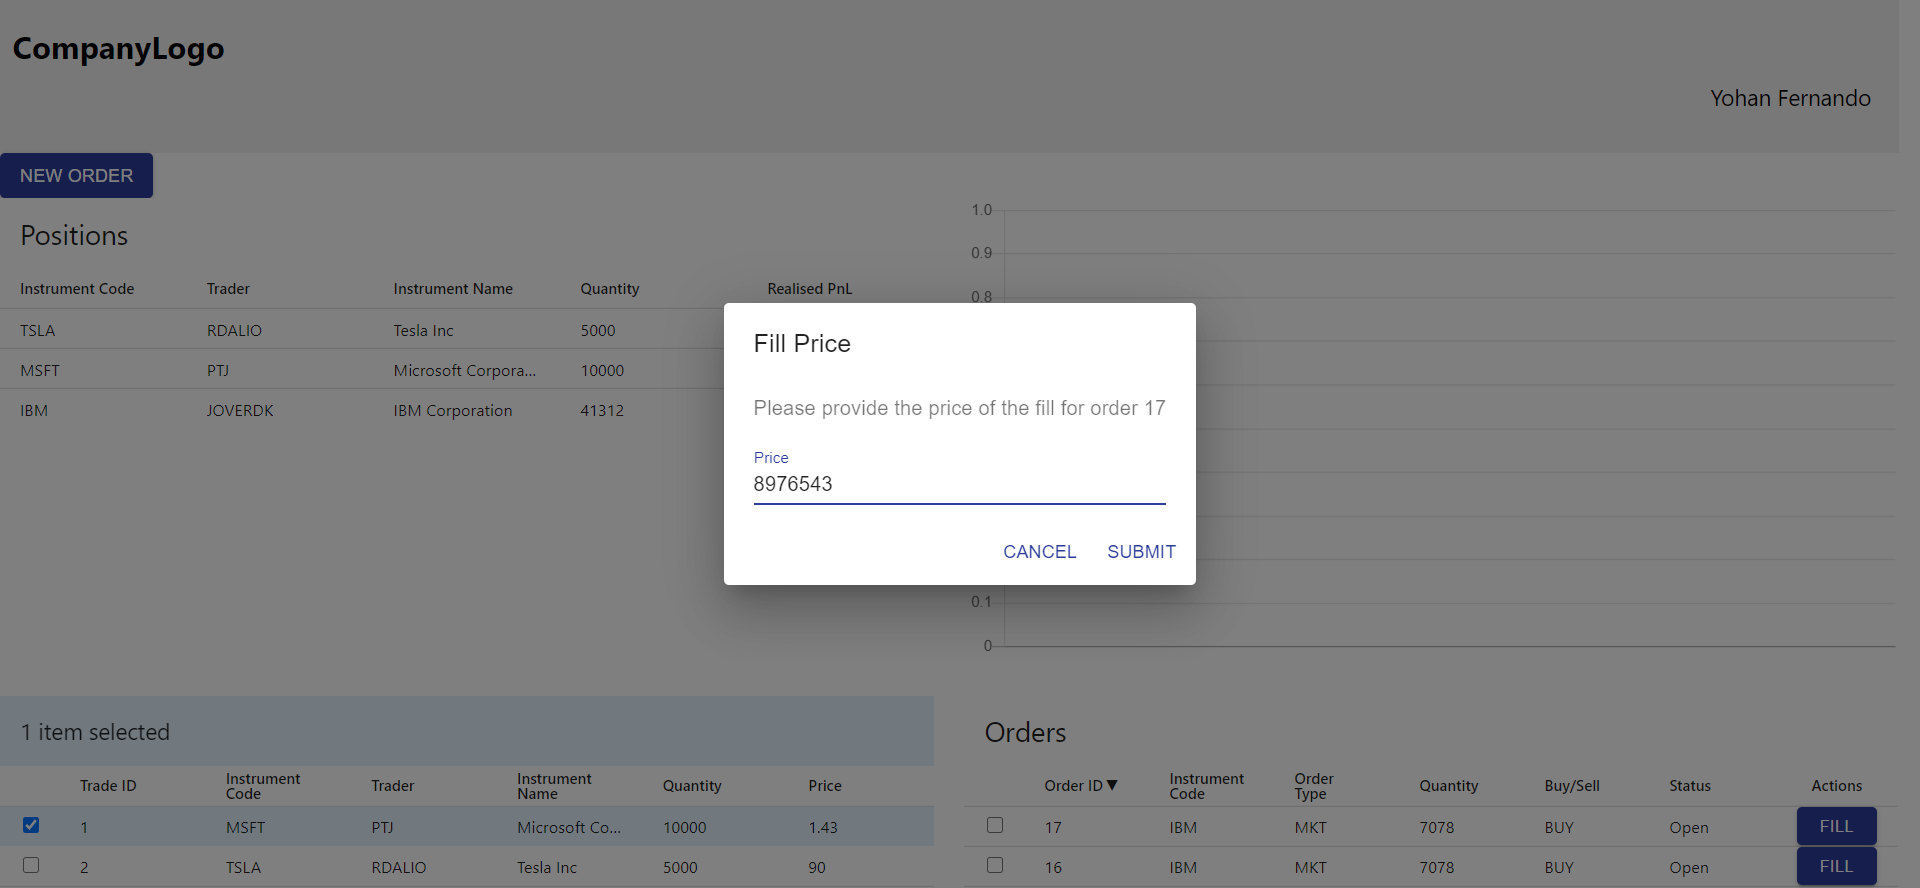 CompanyLogo
Yohan Fernando
NEW ORDER
Positions
Instrument Code Trader Instrument Name Quantity Realised PnL
TSLA RDALIO Tesla Inc 5000
MSFT PTJ Microsoft Corpora... 10000
IBM JOVERDK IBM Corporation 41312
1.0
0.9
0.8
0.1
0
Fill Price
Please provide the price of the fill for order 17
Price
8976543
CANCEL SUBMIT
1 item selected
Trade ID Instrument Code Trader Instrument Name Quantity Price
1 MSFT PTJ Microsoft Co... 10000 1.43
2 TSLA RDALIO Tesla Inc 5000 90
Orders
Order ID▼ Instrument Code Order Type Quantity Buy/Sell Status Actions
17 IBM MKT 7078 BUY Open FILL
16 IBM MKT 7078 BUY Open FILL